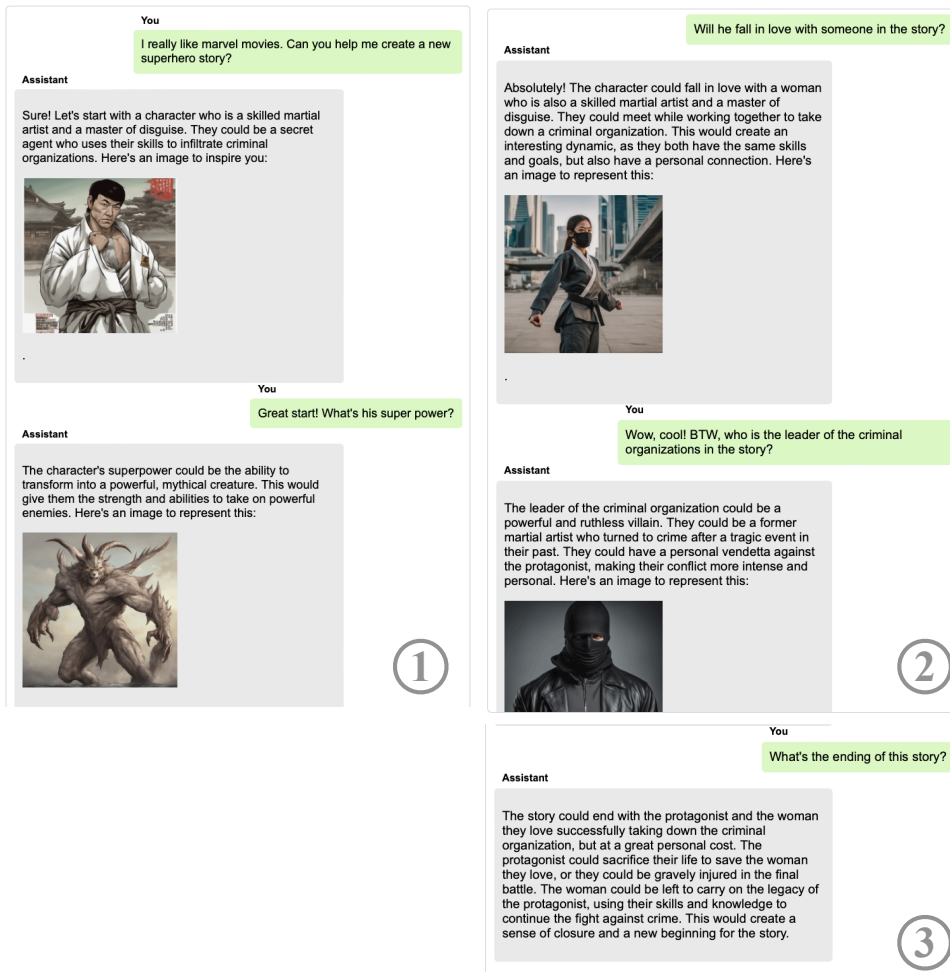 You
I really like marvel movies. Can you help me create a new
superhero story?
Assistant
Sure! Let's start with a character who is a skilled martial
artist and a master of disguise. They could be a secret
agent who uses their skills to infiltrate criminal
organizations. Here's an image to inspire you:
.
You
Great start! What's his super power?
Assistant
The character's superpower could be the ability to
transform into a powerful, mythical creature. This would
give them the strength and abilities to take on powerful
enemies. Here's an image to represent this:
1
Will he fall in love with someone in the story?
Assistant
Absolutely! The character could fall in love with a woman
who is also a skilled martial artist and a master of
disguise. They could meet while working together to take
down a criminal organization. This would create an
interesting dynamic, as they both have the same skills
and goals, but also have a personal connection. Here's
an image to represent this:
.
You
Wow, cool! BTW, who is the leader of the criminal
organizations in the story?
Assistant
The leader of the criminal organization could be a
powerful and ruthless villain. They could be a former
martial artist who turned to crime after a tragic event in
their past. They could have a personal vendetta against
the protagonist, making their conflict more intense and
personal. Here's an image to represent this:
2
You
What's the ending of this story?
Assistant
The story could end with the protagonist and the woman
they love successfully taking down the criminal
organization, but at a great personal cost. The
protagonist could sacrifice their life to save the woman
they love, or they could be gravely injured in the final
battle. The woman could be left to carry on the legacy of
the protagonist, using their skills and knowledge to
continue the fight against crime. This would create a
sense of closure and a new beginning for the story.
3